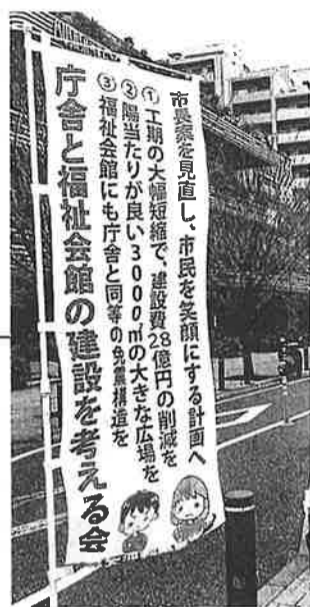 市長案を見直し、市民を笑顔にする計画へ
①工期の大幅短縮で、建設費28億円の削減を
②陽当たりが良い3000㎡の大きな広場を
③福祉会館にも庁舎と同等の免震構造を
庁舎と福祉会館の建設を考える会